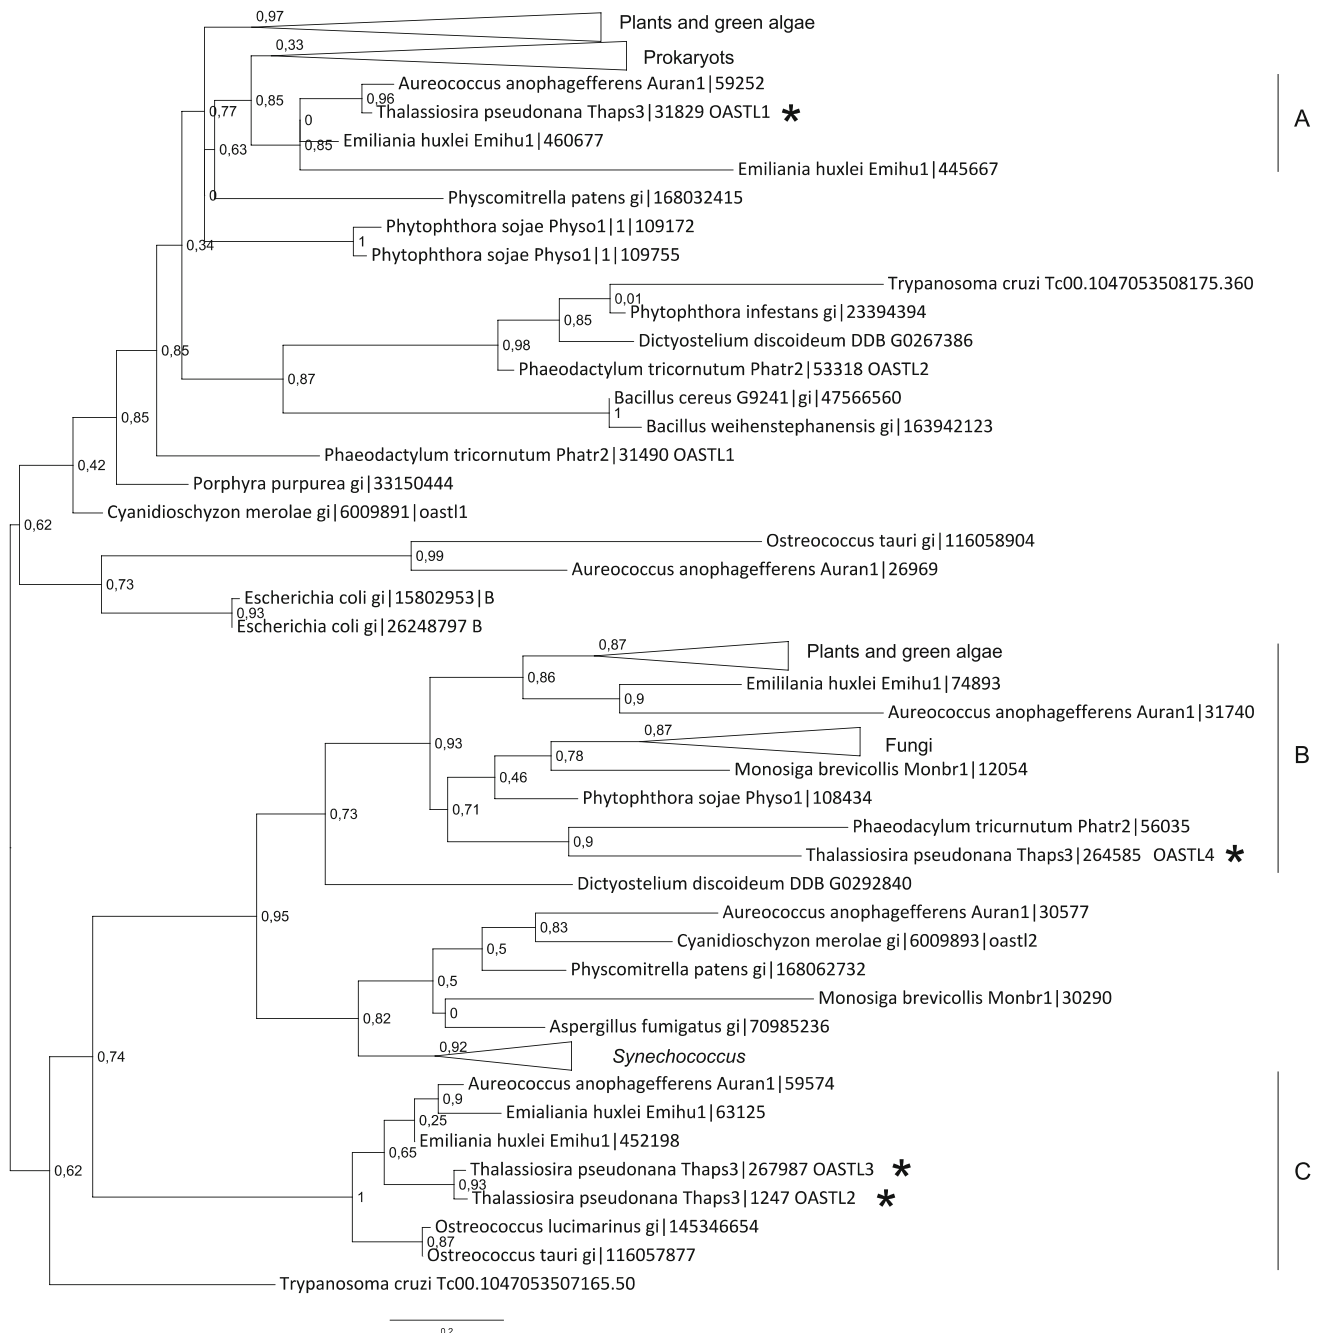 0,97
Plants and green algae
0,33
Prokaryots
Aureococcus anophagefferens Auran1|59252
0,96
0,85
0,77
Thalassiosira pseudonana Thaps3|31829 OASTL1 *
A
0
Emiliania huxlei Emihu1|460677
0,85
0,63
Emiliania huxlei Emihu1|445667
0
Physcomitrella patens gi|168032415
Phytophthora sojae Physo1|1|109172
1
0,34
Phytophthora sojae Physo1|1|109755
Trypanosoma cruzi Tc00.1047053508175.360
0,01
Phytophthora infestans gi|23394394
0,85
Dictyostelium discoideum DDB G0267386
0,98
0,85
Phaeodactylum tricornutum Phatr2|53318 OASTL2
0,87
Bacillus cereus G9241|gi|47566560
1
0,85
Bacillus weihenstephanensis gi|163942123
Phaeodactylum tricornutum Phatr2|31490 OASTL1
0,42
Porphyra purpurea gi|33150444
Cyanidioschyzon merolae gi|6009891|oastl1
0,62
Ostreococcus tauri gi|116058904
0,99
Aureococcus anophagefferens Auran1|26969
0,73
Escherichia coli gi|15802953|B
0,93
Escherichia coli gi|26248797 B
0,87
Plants and green algae
0,86
Emililania huxlei Emihu1|74893
0,9
Aureococcus anophagefferens Auran1|31740
0,87
Fungi
0,93
0,78
B
Monosiga brevicollis Monbr1|12054
0,46
Phytophthora sojae Physo1|108434
0,71
0,73
Phaeodacylum tricurnutum Phatr2|56035
0,9
Thalassiosira pseudonana Thaps3|264585 OASTL4 *
Dictyostelium discoideum DDB G0292840
0,95
Aureococcus anophagefferens Auran1|30577
0,83
Cyanidioschyzon merolae gi|6009893|oastl2
0,5
Physcomitrella patens gi|168062732
0,5
Monosiga brevicollis Monbr1|30290
0
0,82
Aspergillus fumigatus gi|70985236
0,92
Synechococcus
0,74
Aureococcus anophagefferens Auran1|59574
0,9
Emialiania huxlei Emihu1|63125
0,25
Emiliania huxlei Emihu1|452198
0,65
Thalassiosira pseudonana Thaps3|267987 OASTL3 *
0,62
C
0,93
Thalassiosira pseudonana Thaps3|1247 OASTL2 *
1
Ostreococcus lucimarinus gi|145346654
0,87
Ostreococcus tauri gi|116057877
Trypanosoma cruzi Tc00.1047053507165.50
0.2